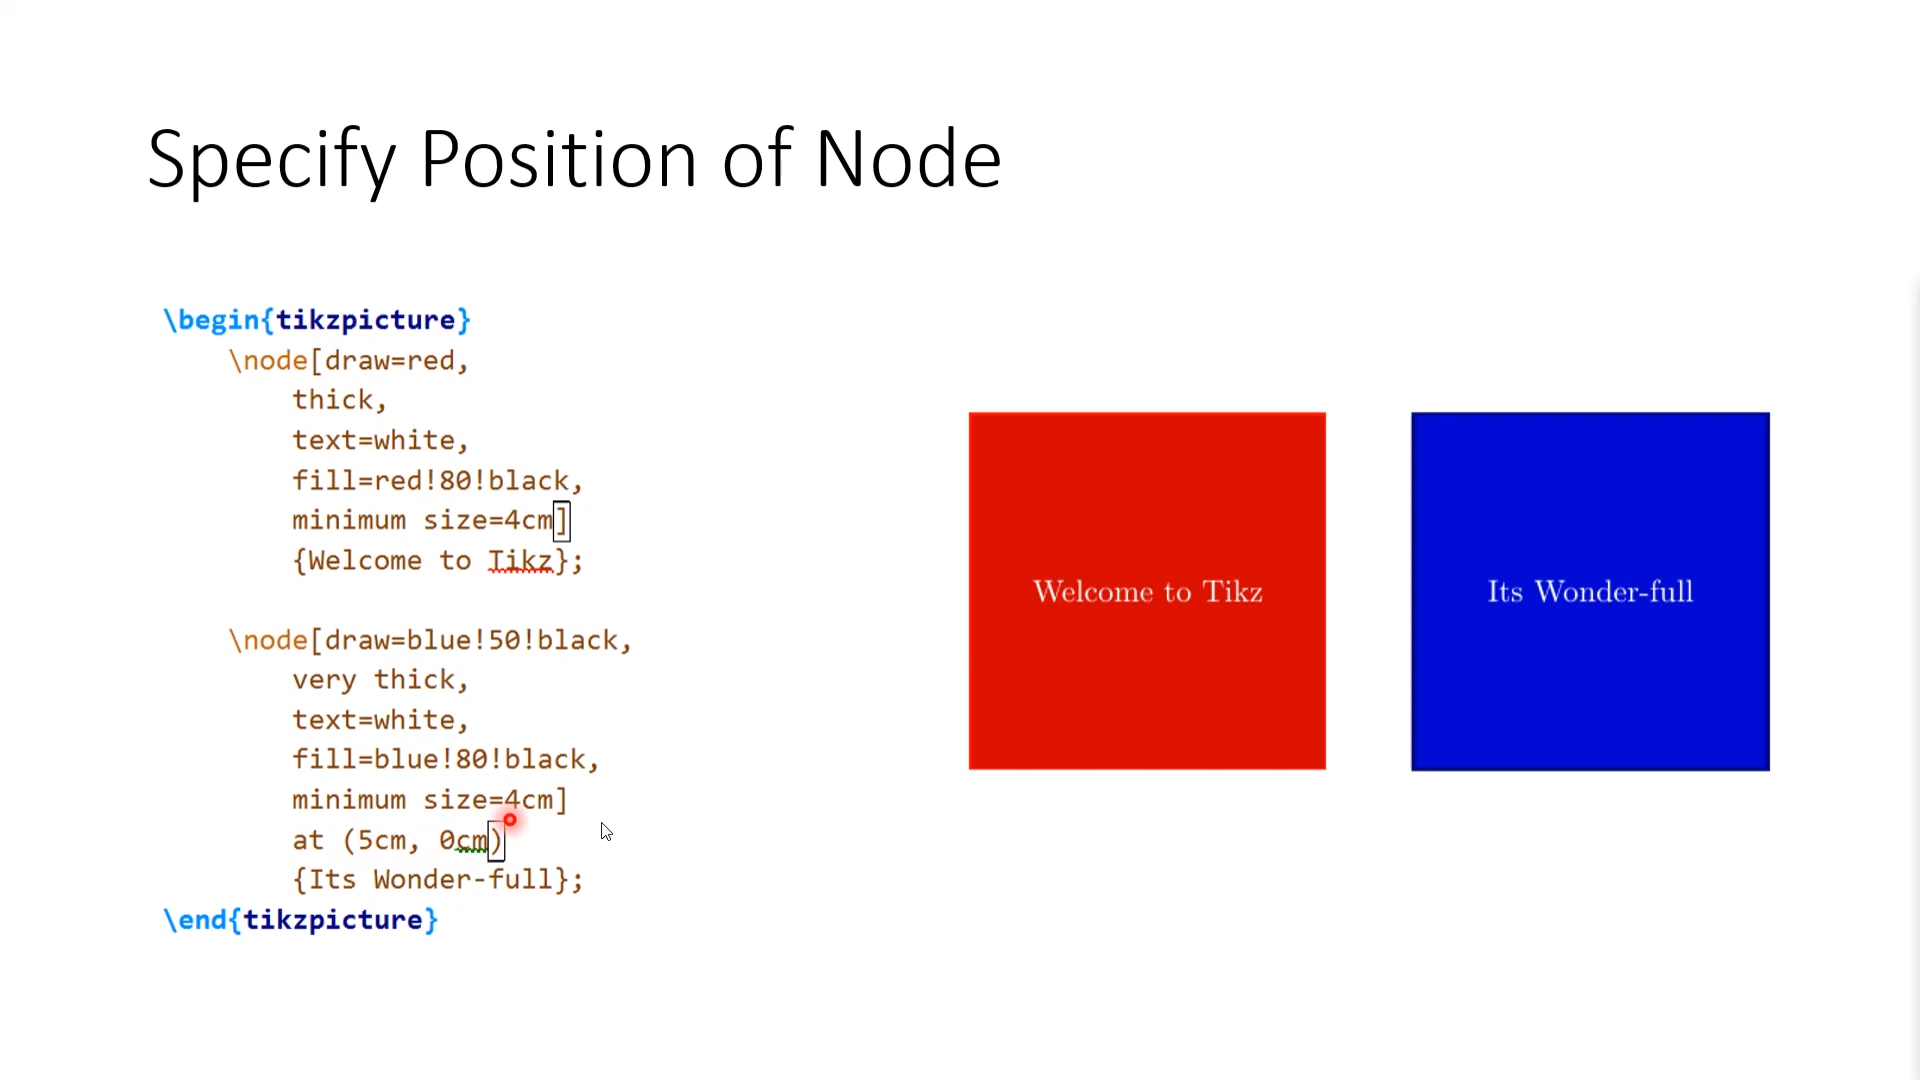 Specify Position of Node
\begin{tikzpicture}
\node[draw=red,
thick,
text=white,
fill=red!80!black,
minimum size=4cm]
{Welcome to Tikz};
\node[draw=blue!50!black,
very thick,
text=white,
fill=blue!80!black,
minimum size=4cm]
at (5cm, 0cm)
{Its Wonder-full};
\end{tikzpicture}
Welcome to Tikz
Its Wonder-full